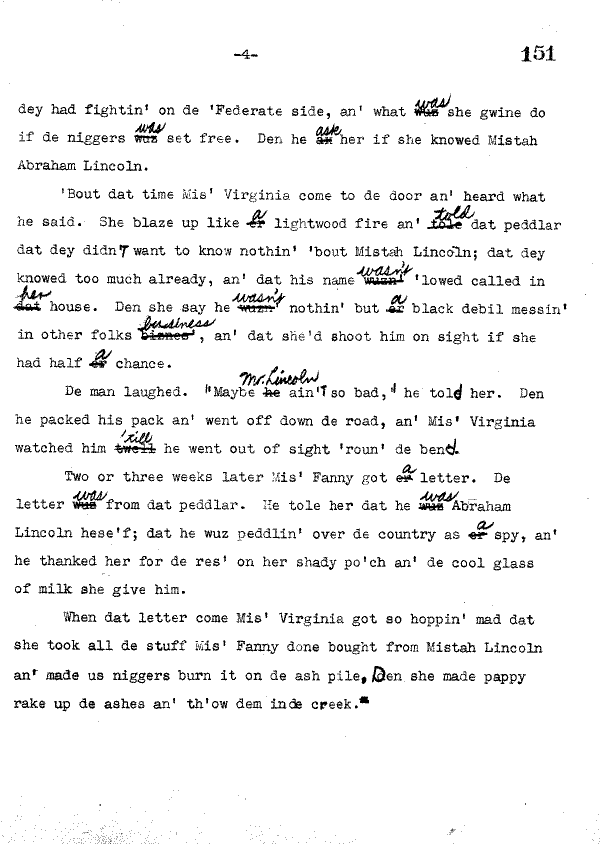 -4- 151
dey had fightin' on de 'Federate side, an' what was she gwine do
if de niggers was set free. Den he ask her if she knowed Mistah
Abraham Lincoln.
'Bout dat time Mis' Virginia come to de door an' heard what
he said. She blaze up like a lightwood fire an' told dat peddlar
dat dey didn't want to know nothin' 'bout Mistah Lincoln; dat dey
knowed too much already, an' dat his name wasn't 'lowed called in
her house. Den she say he wasn't nothin' but a black debil messin'
in other folks business, an' dat she'd shoot him on sight if she
had half a chance.
De man laughed. "Maybe Mr. Lincoln ain't so bad," he told her. Den
he packed his pack an' went off down de road, an' Mis' Virginia
watched him 'till he went out of sight 'roun' de bend.
Two or three weeks later Mis' Fanny got a letter. De
letter was from dat peddlar. He tole her dat he was Abraham
Lincoln hese'f; dat he wuz peddlin' over de country as a spy, an'
he thanked her for de res' on her shady po'ch an' de cool glass
of milk she give him.
When dat letter come Mis' Virginia got so hoppin' mad dat
she took all de stuff Mis' Fanny done bought from Mistah Lincoln
an' made us niggers burn it on de ash pile, Den she made pappy
rake up de ashes an' th'ow dem inde creek."